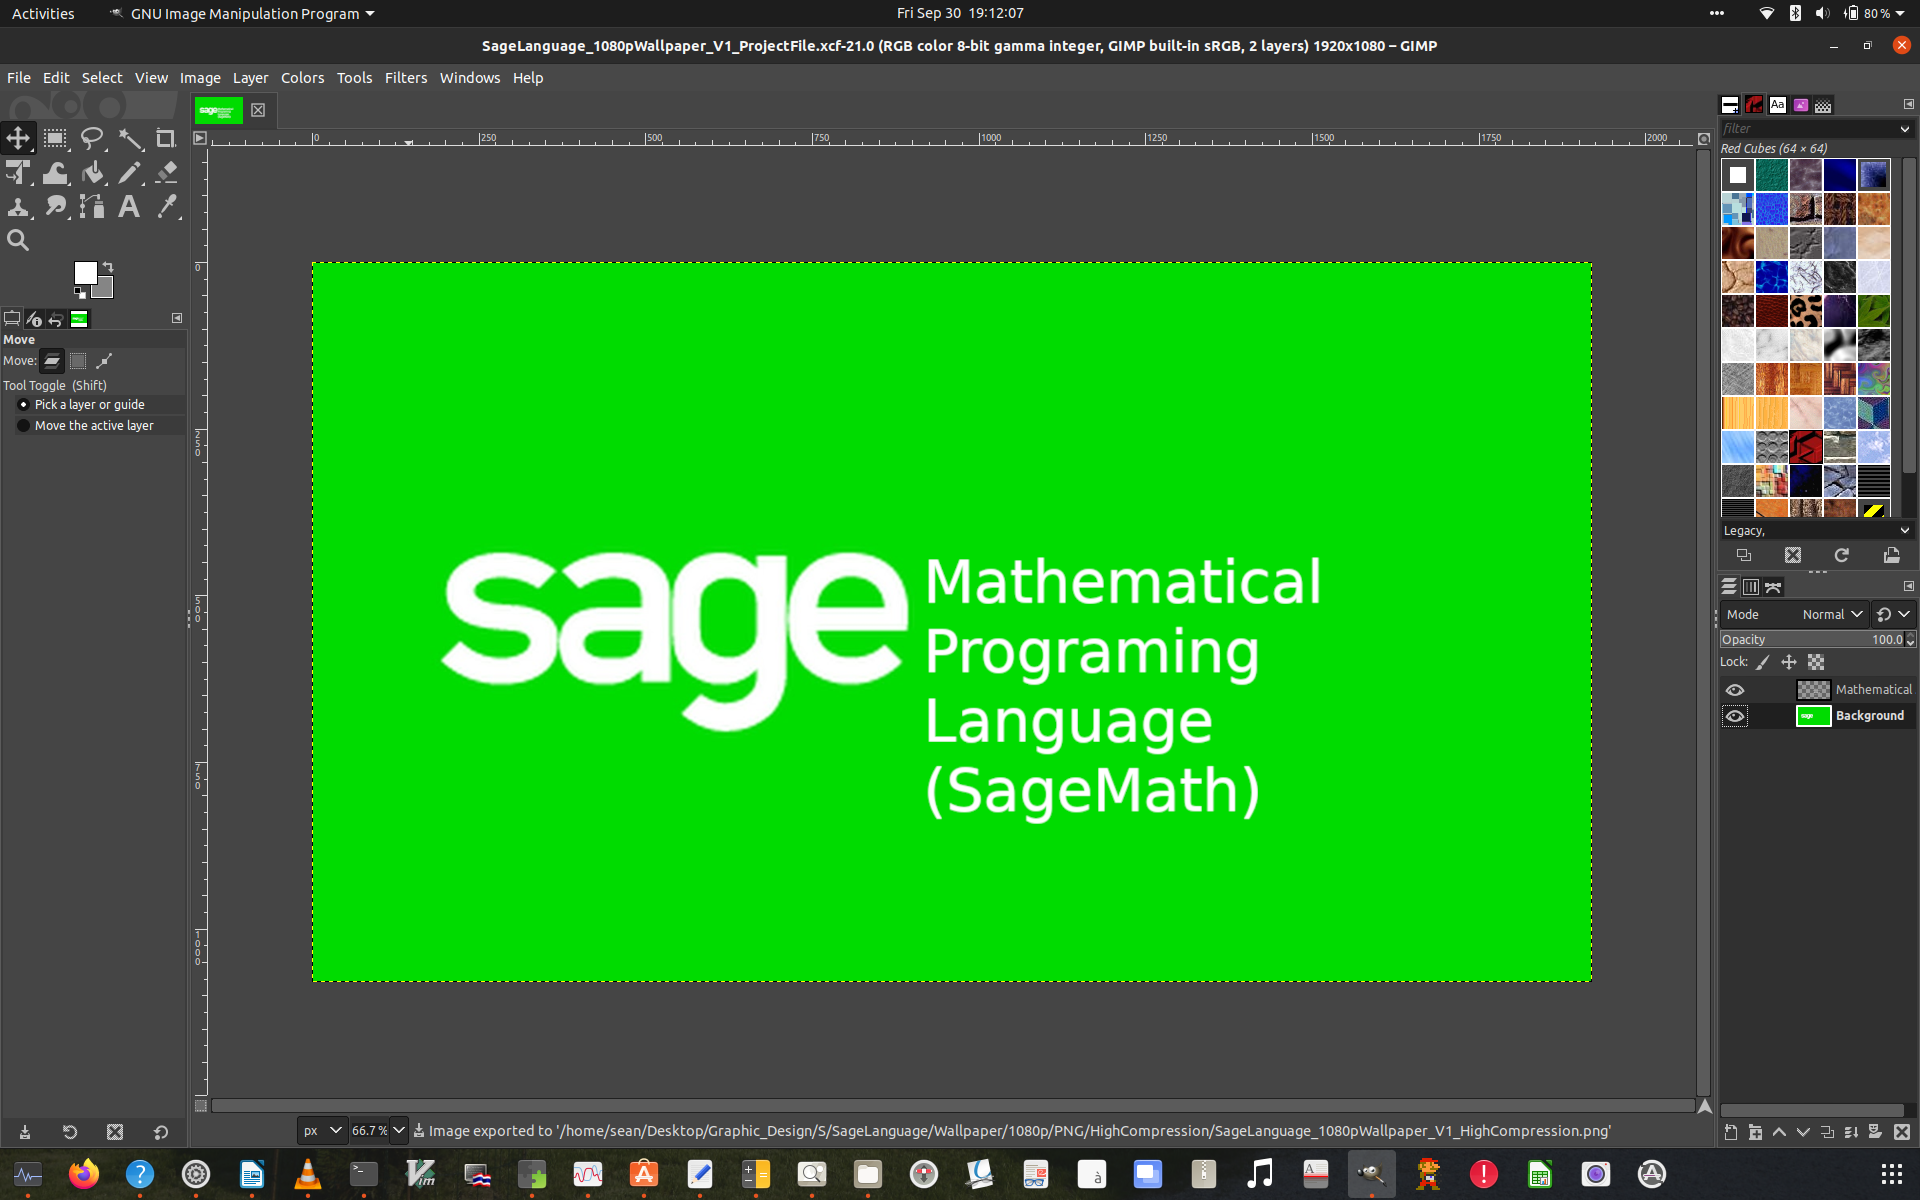 Activities
GNU Image Manipulation Program
Fri Sep 30  19:12:07
80 %
SageLanguage_1080pWallpaper_V1_ProjectFile.xcf-21.0 (RGB color 8-bit gamma integer, GIMP built-in sRGB, 2 layers) 1920x1080 – GIMP
File Edit Select View Image Layer Colors Tools Filters Windows Help
0 250 500 750 1000 1250 1500 1750 2000
filter
Red Cubes (64 × 64)
0
250
500
750
1000
Move
Move:
Tool Toggle  (Shift)
Pick a layer or guide
Move the active layer
sage
Mathematical
Programing
Language
(SageMath)
Legacy,
Mode Normal
Opacity 100.0
Lock:
Mathematical
Background
px 66.7 % Image exported to '/home/sean/Desktop/Graphic_Design/S/SageLanguage/Wallpaper/1080p/PNG/HighCompression/SageLanguage_1080pWallpaper_V1_HighCompression.png'